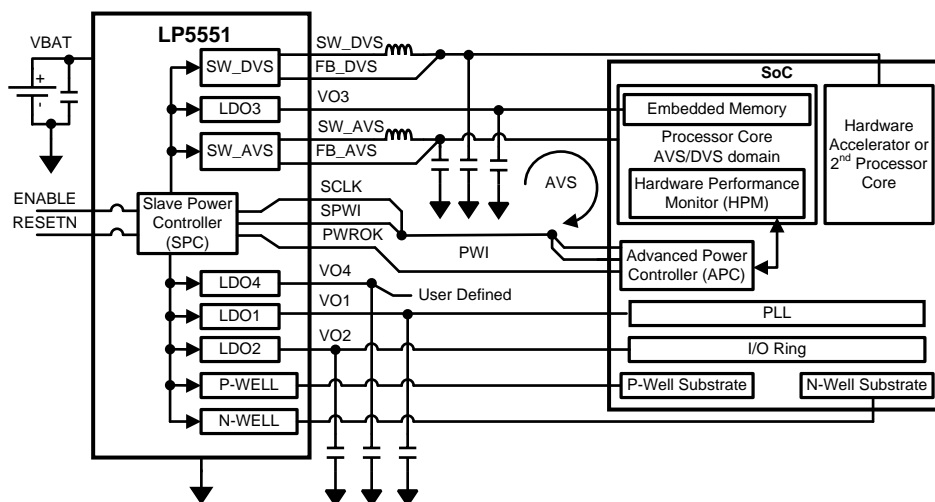 LP5551
VBAT
+
-
SW_DVS
SW_DVS
FB_DVS
LDO3
VO3
SW_AVS
SW_AVS
FB_AVS
ENABLE
RESETN
Slave Power
Controller
(SPC)
SCLK
SPWI
PWROK
PWI
AVS
LDO4
VO4
User Defined
LDO1
VO1
LDO2
VO2
P-WELL
N-WELL
SoC
Embedded Memory
Processor Core
AVS/DVS domain
Hardware Performance
Monitor (HPM)
Hardware
Accelerator or
2nd Processor
Core
Advanced Power
Controller (APC)
PLL
I/O Ring
P-Well Substrate
N-Well Substrate